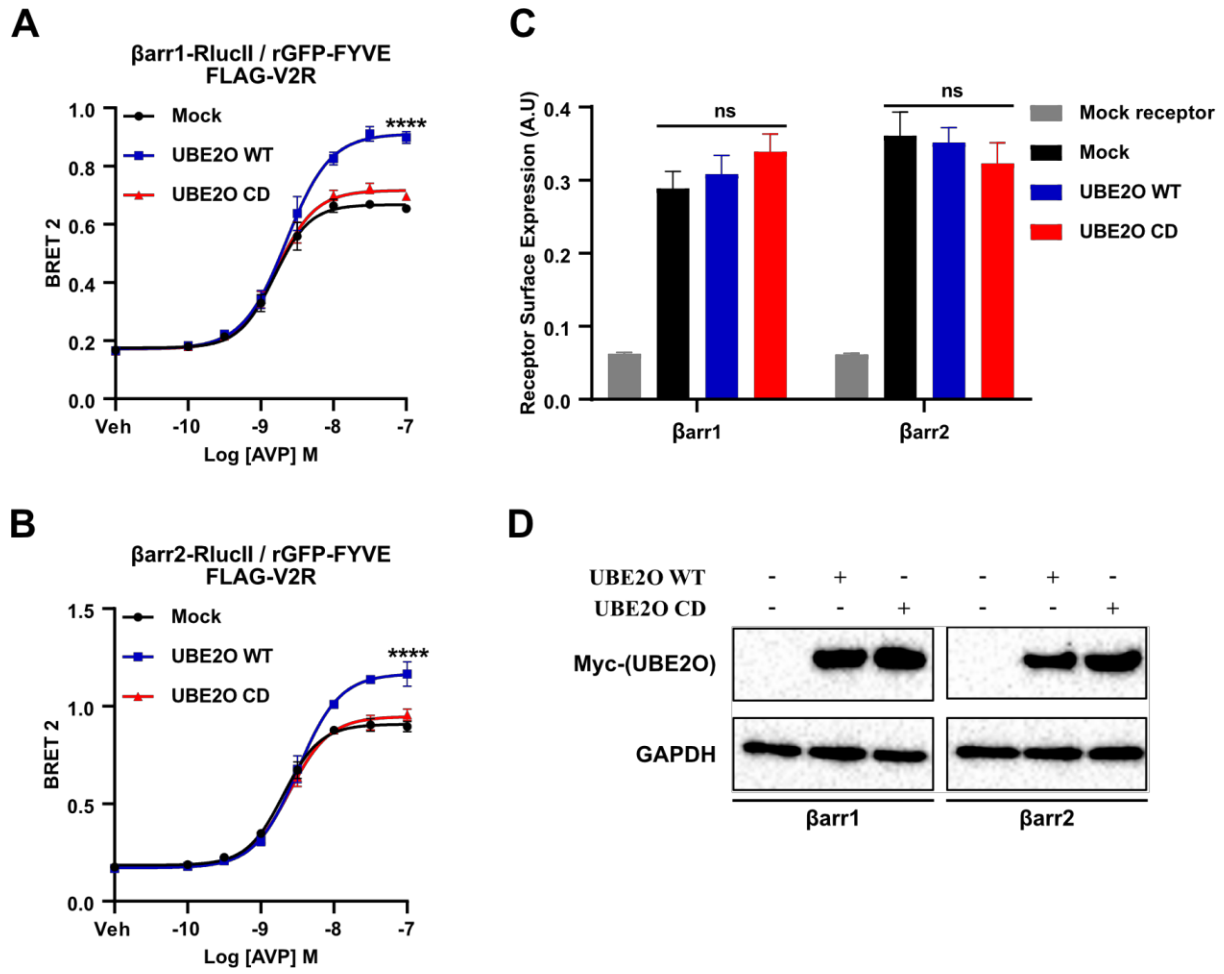 A
βarr1-RlucII / rGFP-FYVE
FLAG-V2R
1.0
0.8
0.6
0.4
0.2
0.0
BRET 2
Mock
UBE2O WT
UBE2O CD
****
Veh -10 -9 -8 -7
Log [AVP] M
B
βarr2-RlucII / rGFP-FYVE
FLAG-V2R
1.5
1.0
0.5
0.0
BRET 2
Mock
UBE2O WT
UBE2O CD
****
Veh -10 -9 -8 -7
Log [AVP] M
C
Receptor Surface Expression (A.U)
0.4
0.3
0.2
0.1
0.0
ns ns
βarr1 βarr2
Mock receptor
Mock
UBE2O WT
UBE2O CD
D
UBE2O WT - + - - + -
UBE2O CD - - + - - +
Myc-(UBE2O)
GAPDH
βarr1 βarr2